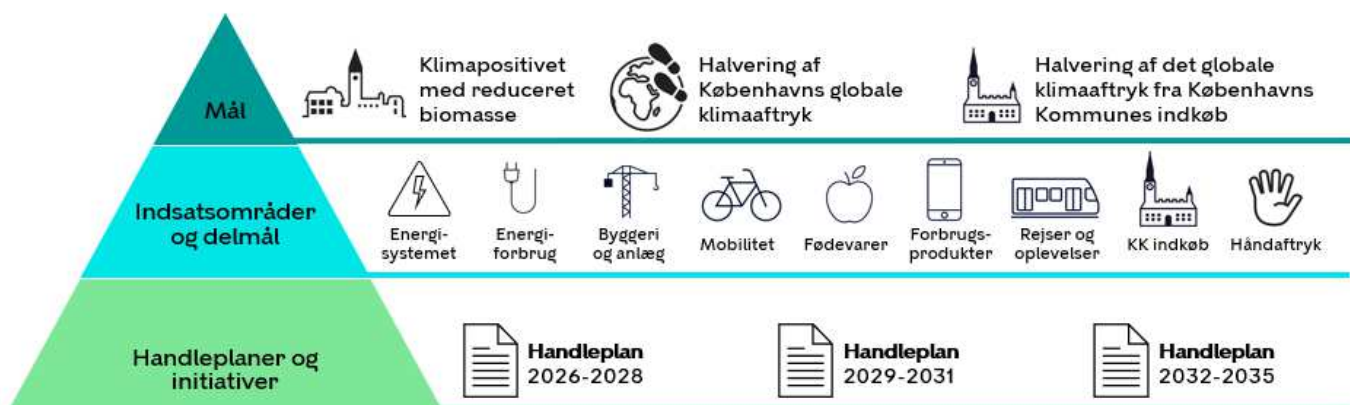 Mål
Klimapositivet
med reduceret
biomasse
Halvering af
Københavns globale
klimaaftryk
Halvering af det globale
klimaaftryk fra Københavns
Kommunes indkøb
Indsatsområder
og delmål
Energi-
systemet
Energi-
forbrug
Byggeri
og anlæg
Mobilitet
Fødevarer
Forbrugs-
produkter
Rejser og
oplevelser
KK indkøb
Håndaftryk
Handleplaner og
initiativer
Handleplan
2026-2028
Handleplan
2029-2031
Handleplan
2032-2035